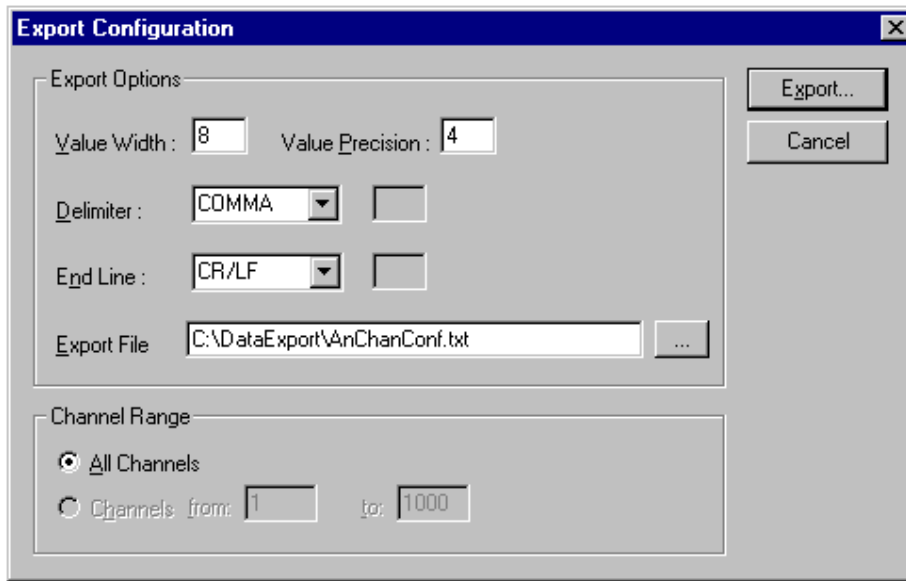 Export Configuration
Export Options
Export...
Value Width : 8 Value Precision : 4
Cancel
Delimiter : COMMA
End Line : CR/LF
Export File C:\DataExport\AnChanConf.txt ...
Channel Range
All Channels
Channels from: 1 to: 1000